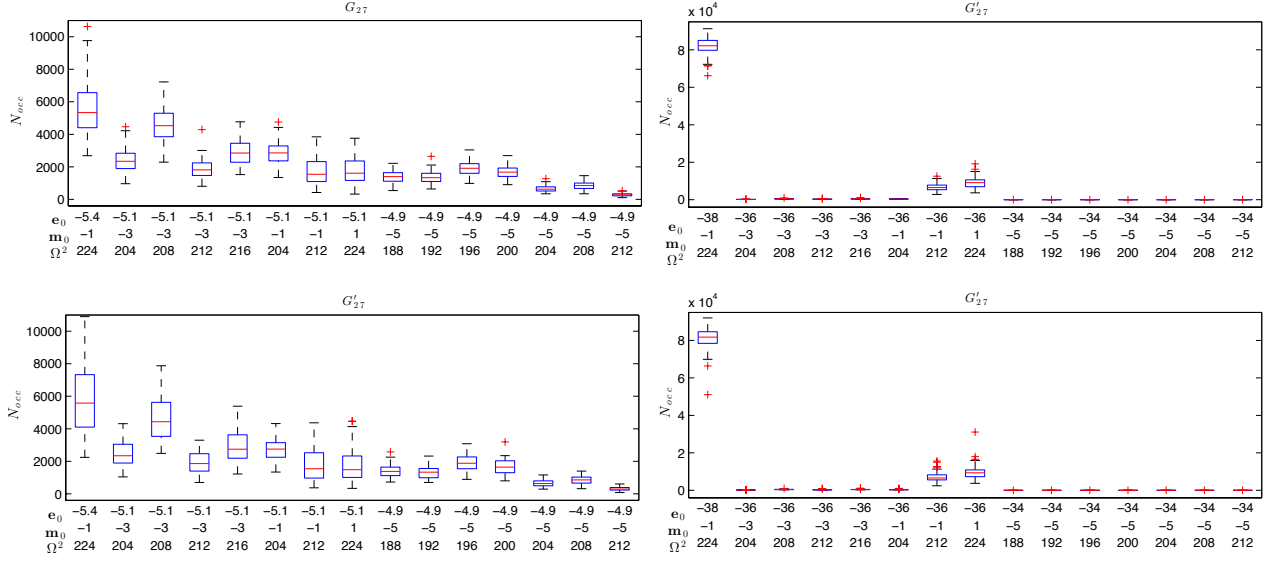 G₂₇
10000
8000
6000
4000
2000
0
N_occ
e₀ −5.4 −5.1 −5.1 −5.1 −5.1 −5.1 −5.1 −5.1 −4.9 −4.9 −4.9 −4.9 −4.9 −4.9 −4.9
m₀ −1 −3 −3 −3 −3 −1 −1 1 −5 −5 −5 −5 −5 −5 −5
Ω² 224 204 208 212 216 204 212 224 188 192 196 200 204 208 212
G′₂₇
x 10⁴
8
6
4
2
0
N_occ
e₀ −38 −36 −36 −36 −36 −36 −36 −36 −34 −34 −34 −34 −34 −34 −34
m₀ −1 −3 −3 −3 −3 −1 −1 1 −5 −5 −5 −5 −5 −5 −5
Ω² 224 204 208 212 216 204 212 224 188 192 196 200 204 208 212
G′₂₇
10000
8000
6000
4000
2000
0
N_occ
e₀ −5.4 −5.1 −5.1 −5.1 −5.1 −5.1 −5.1 −5.1 −4.9 −4.9 −4.9 −4.9 −4.9 −4.9 −4.9
m₀ −1 −3 −3 −3 −3 −1 −1 1 −5 −5 −5 −5 −5 −5 −5
Ω² 224 204 208 212 216 204 212 224 188 192 196 200 204 208 212
G′₂₇
x 10⁴
8
6
4
2
0
N_occ
e₀ −38 −36 −36 −36 −36 −36 −36 −36 −34 −34 −34 −34 −34 −34 −34
m₀ −1 −3 −3 −3 −3 −1 −1 1 −5 −5 −5 −5 −5 −5 −5
Ω² 224 204 208 212 216 204 212 224 188 192 196 200 204 208 212